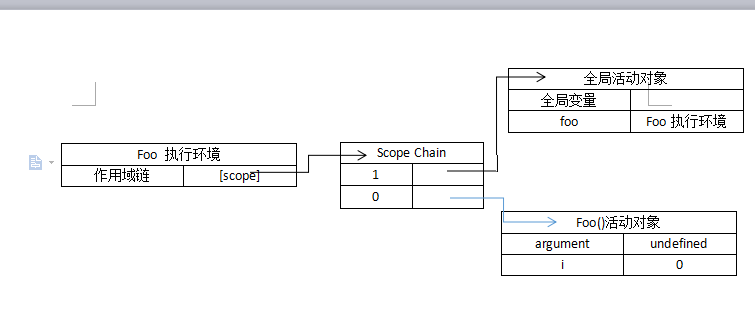 全局活动对象
全局变量
foo Foo 执行环境
Foo 执行环境
作用域链 [scope]
Scope Chain
1
0
Foo()活动对象
argument undefined
i 0